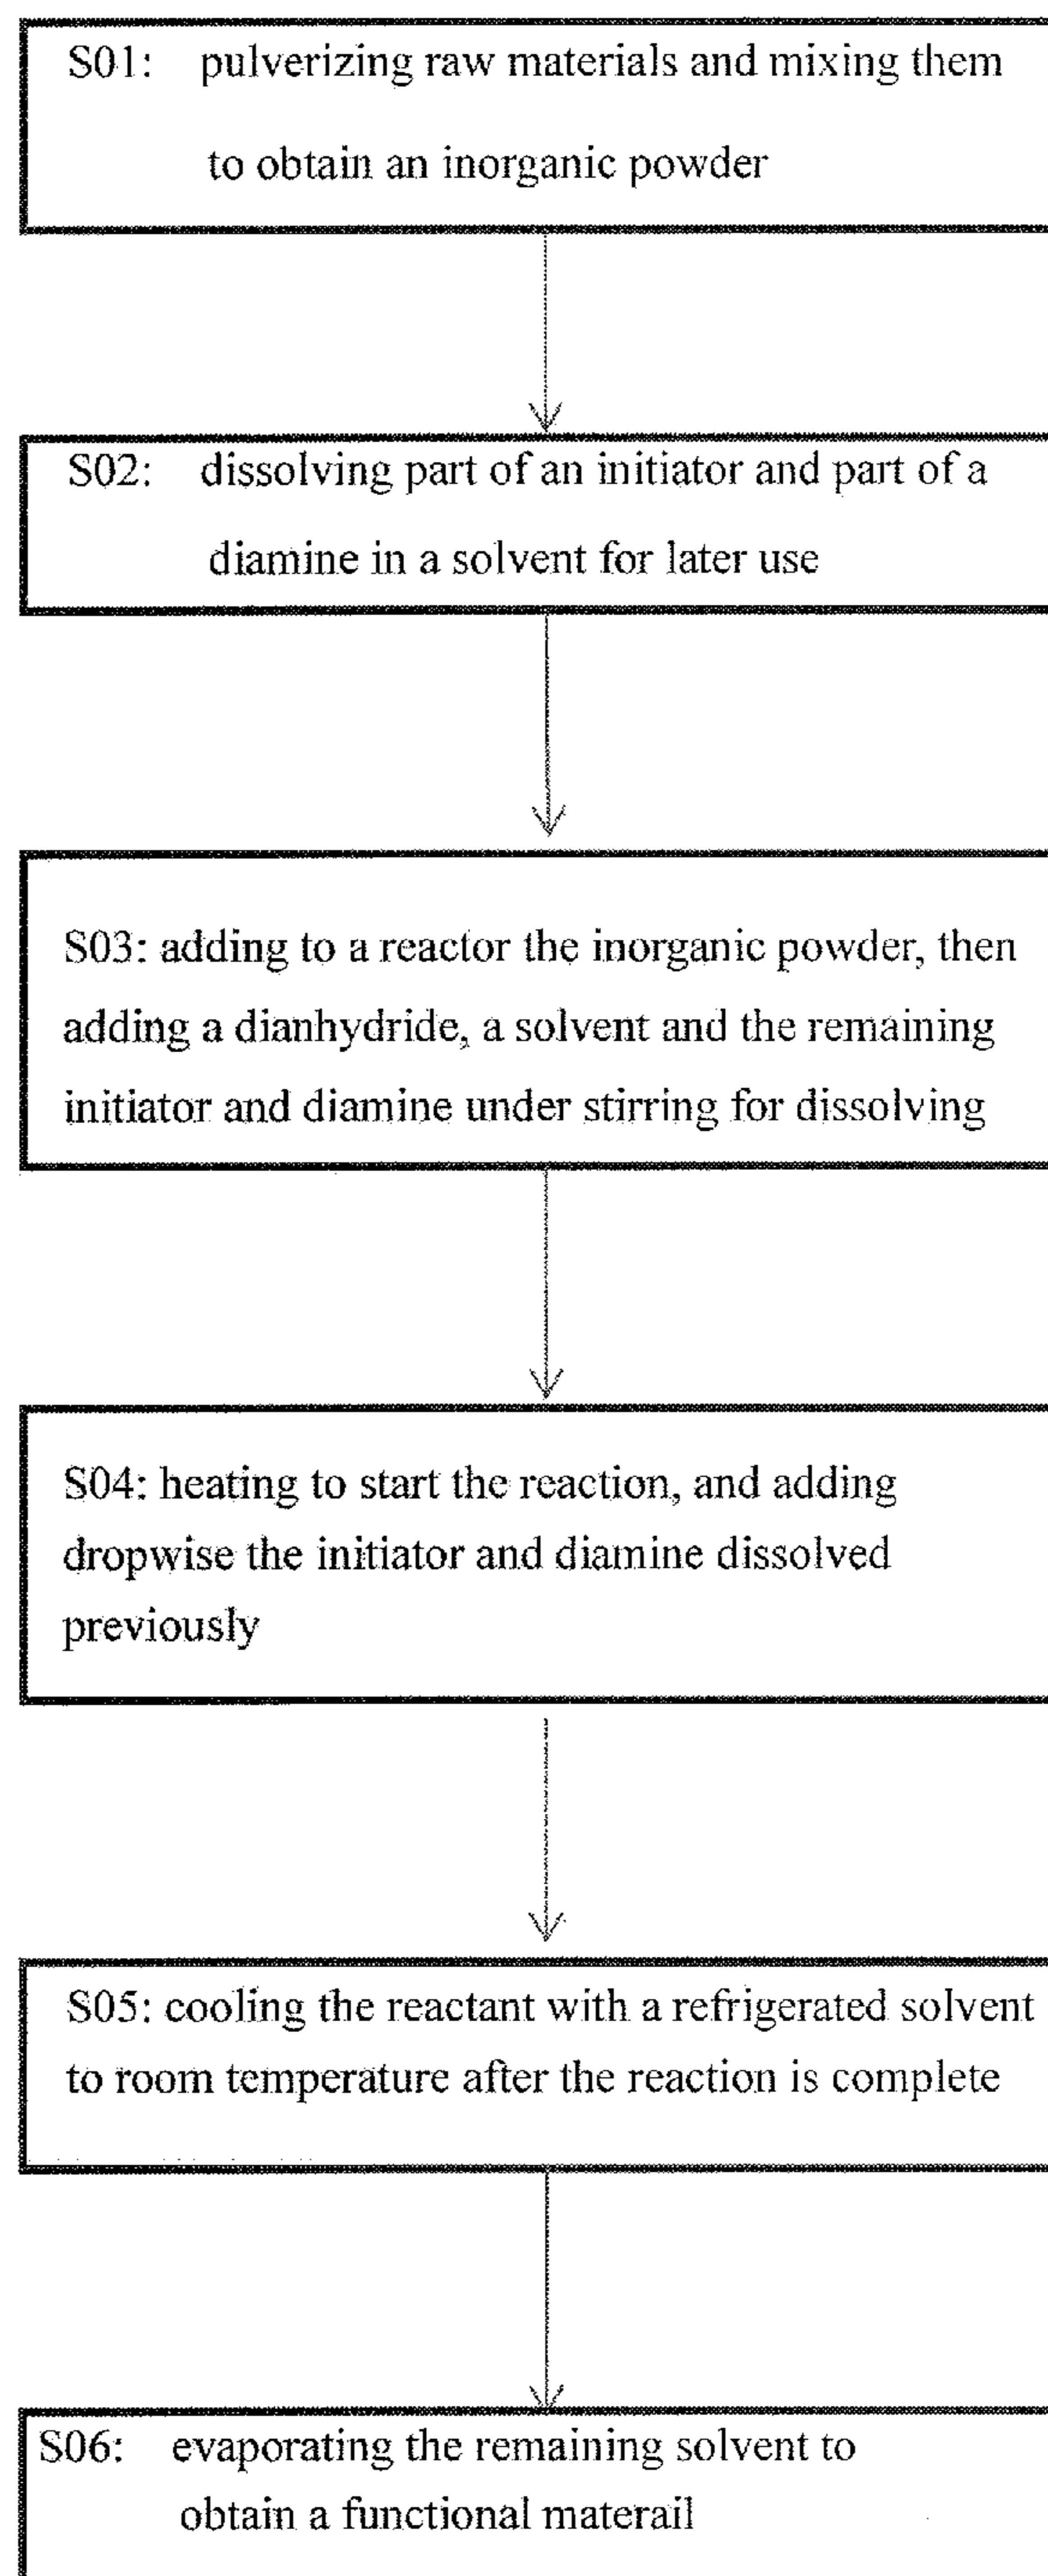 S01: pulverizing raw materials and mixing them
to obtain an inorganic powder
S02: dissolving part of an initiator and part of a
diamine in a solvent for later use
S03: adding to a reactor the inorganic powder, then
adding a dianhydride, a solvent and the remaining
initiator and diamine under stirring for dissolving
S04: heating to start the reaction, and adding
dropwise the initiator and diamine dissolved
previously
S05: cooling the reactant with a refrigerated solvent
to room temperature after the reaction is complete
S06: evaporating the remaining solvent to
obtain a functional materail